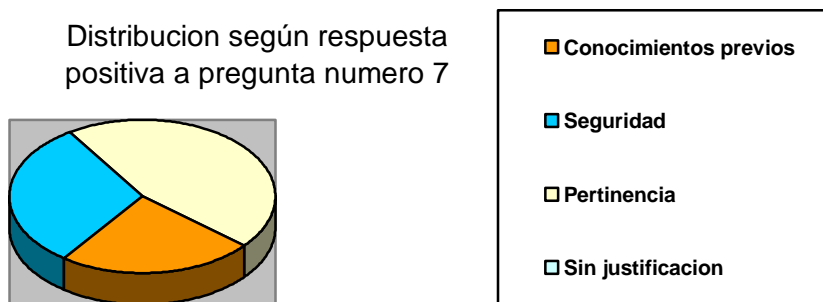 Distribucion según respuesta
positiva a pregunta numero 7
Conocimientos previos
Seguridad
Pertinencia
Sin justificacion